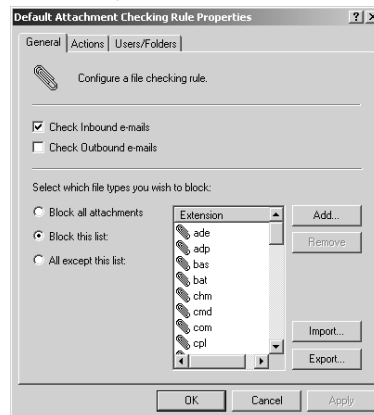 Default Attachment Checking Rule Properties ? X
General Actions Users/Folders
Configure a file checking rule.
Check Inbound e-mails
Check Outbound e-mails
Select which file types you wish to block:
Block all attachments
Block this list:
All except this list:
Extension
ade
adp
bas
bat
chm
cmd
com
cpl
Add...
Remove
Import...
Export...
OK Cancel Apply